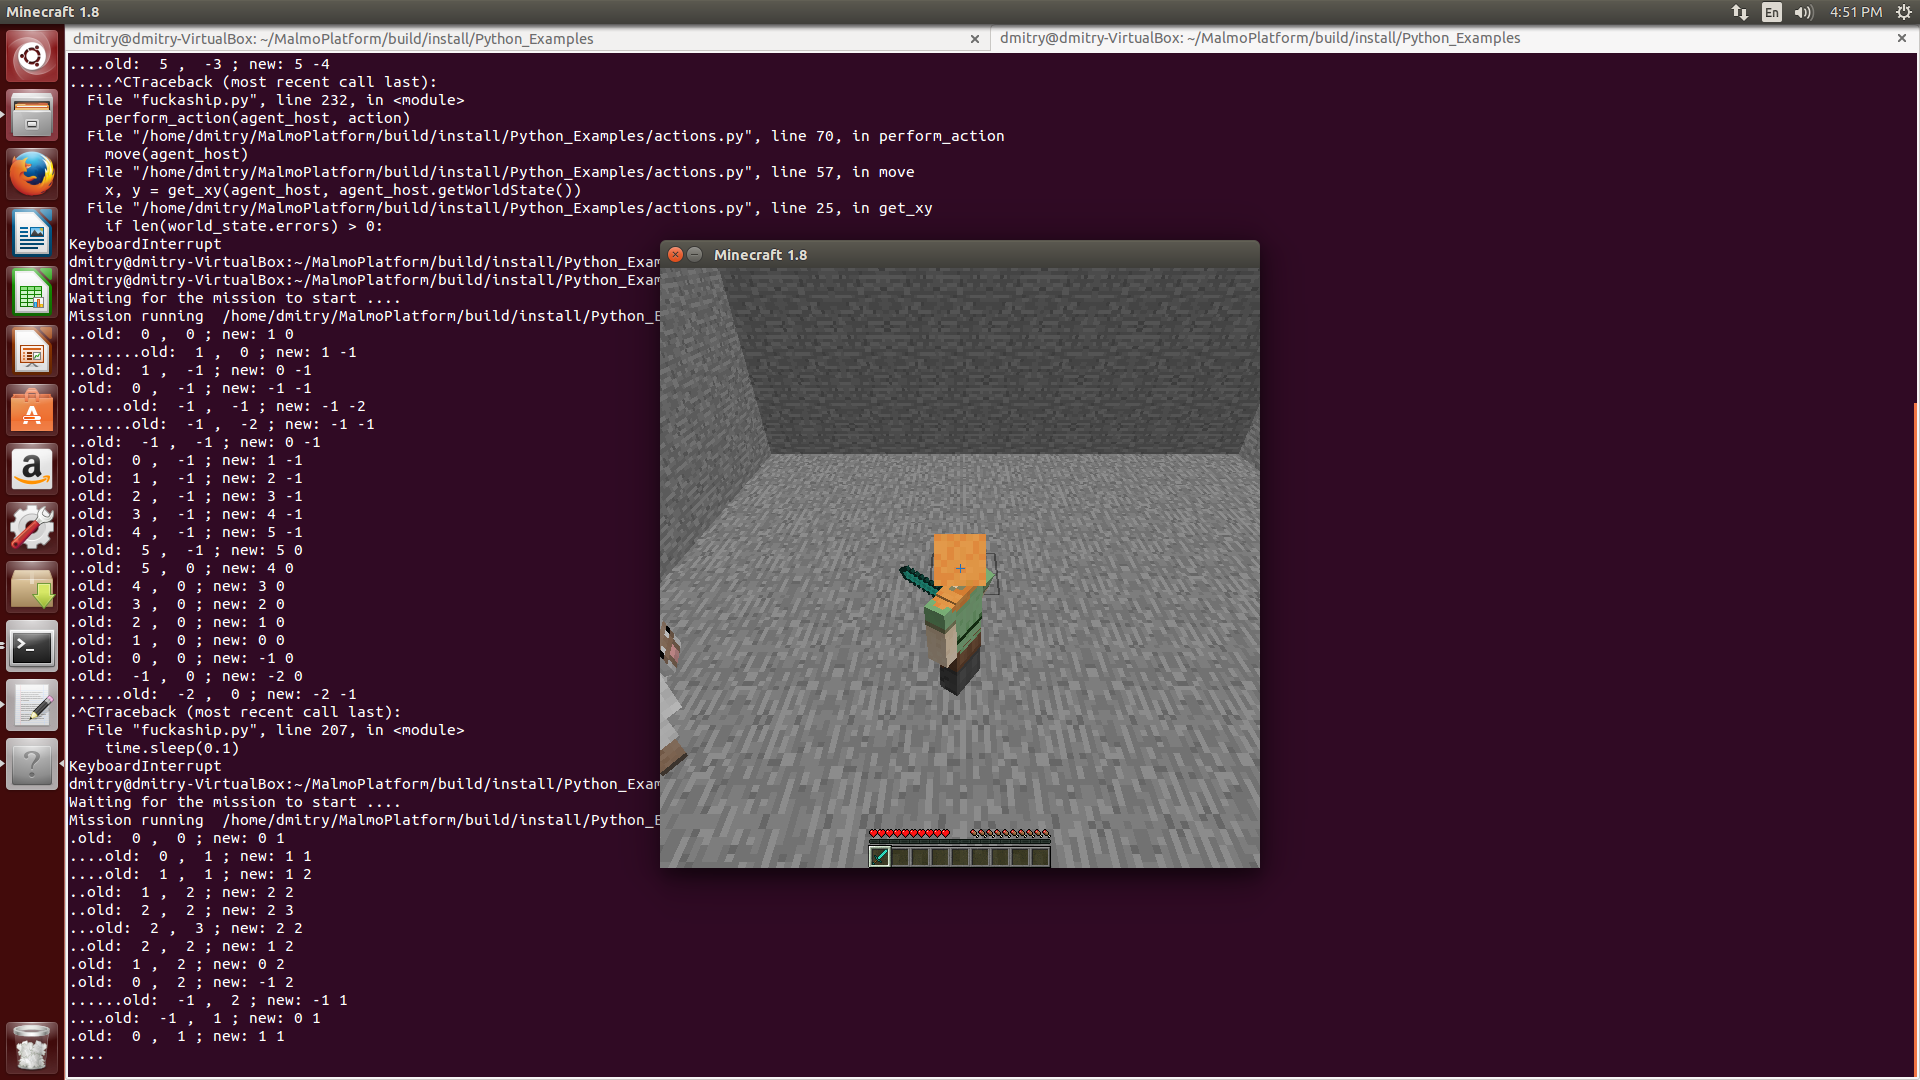 Minecraft 1.8
En
4:51 PM
dmitry@dmitry-VirtualBox: ~/MalmoPlatform/build/install/Python_Examples
dmitry@dmitry-VirtualBox: ~/MalmoPlatform/build/install/Python_Examples
....old:  5 ,  -3 ; new: 5 -4
.....^CTraceback (most recent call last):
  File "fuckaship.py", line 232, in <module>
    perform_action(agent_host, action)
  File "/home/dmitry/MalmoPlatform/build/install/Python_Examples/actions.py", line 70, in perform_action
    move(agent_host)
  File "/home/dmitry/MalmoPlatform/build/install/Python_Examples/actions.py", line 57, in move
    x, y = get_xy(agent_host, agent_host.getWorldState())
  File "/home/dmitry/MalmoPlatform/build/install/Python_Examples/actions.py", line 25, in get_xy
    if len(world_state.errors) > 0:
KeyboardInterrupt
dmitry@dmitry-VirtualBox:~/MalmoPlatform/build/install/Python_Exam
dmitry@dmitry-VirtualBox:~/MalmoPlatform/build/install/Python_Exam
Waiting for the mission to start ....
Mission running  /home/dmitry/MalmoPlatform/build/install/Python_E
..old:  0 ,  0 ; new: 1 0
........old:  1 ,  0 ; new: 1 -1
..old:  1 ,  -1 ; new: 0 -1
.old:  0 ,  -1 ; new: -1 -1
......old:  -1 ,  -1 ; new: -1 -2
.......old:  -1 ,  -2 ; new: -1 -1
..old:  -1 ,  -1 ; new: 0 -1
.old:  0 ,  -1 ; new: 1 -1
.old:  1 ,  -1 ; new: 2 -1
.old:  2 ,  -1 ; new: 3 -1
.old:  3 ,  -1 ; new: 4 -1
.old:  4 ,  -1 ; new: 5 -1
..old:  5 ,  -1 ; new: 5 0
..old:  5 ,  0 ; new: 4 0
.old:  4 ,  0 ; new: 3 0
.old:  3 ,  0 ; new: 2 0
.old:  2 ,  0 ; new: 1 0
.old:  1 ,  0 ; new: 0 0
.old:  0 ,  0 ; new: -1 0
.old:  -1 ,  0 ; new: -2 0
......old:  -2 ,  0 ; new: -2 -1
.^CTraceback (most recent call last):
  File "fuckaship.py", line 207, in <module>
    time.sleep(0.1)
KeyboardInterrupt
dmitry@dmitry-VirtualBox:~/MalmoPlatform/build/install/Python_Exam
Waiting for the mission to start ....
Mission running  /home/dmitry/MalmoPlatform/build/install/Python_E
.old:  0 ,  0 ; new: 0 1
....old:  0 ,  1 ; new: 1 1
....old:  1 ,  1 ; new: 1 2
..old:  1 ,  2 ; new: 2 2
..old:  2 ,  2 ; new: 2 3
...old:  2 ,  3 ; new: 2 2
..old:  2 ,  2 ; new: 1 2
.old:  1 ,  2 ; new: 0 2
.old:  0 ,  2 ; new: -1 2
......old:  -1 ,  2 ; new: -1 1
....old:  -1 ,  1 ; new: 0 1
.old:  0 ,  1 ; new: 1 1
....
Minecraft 1.8